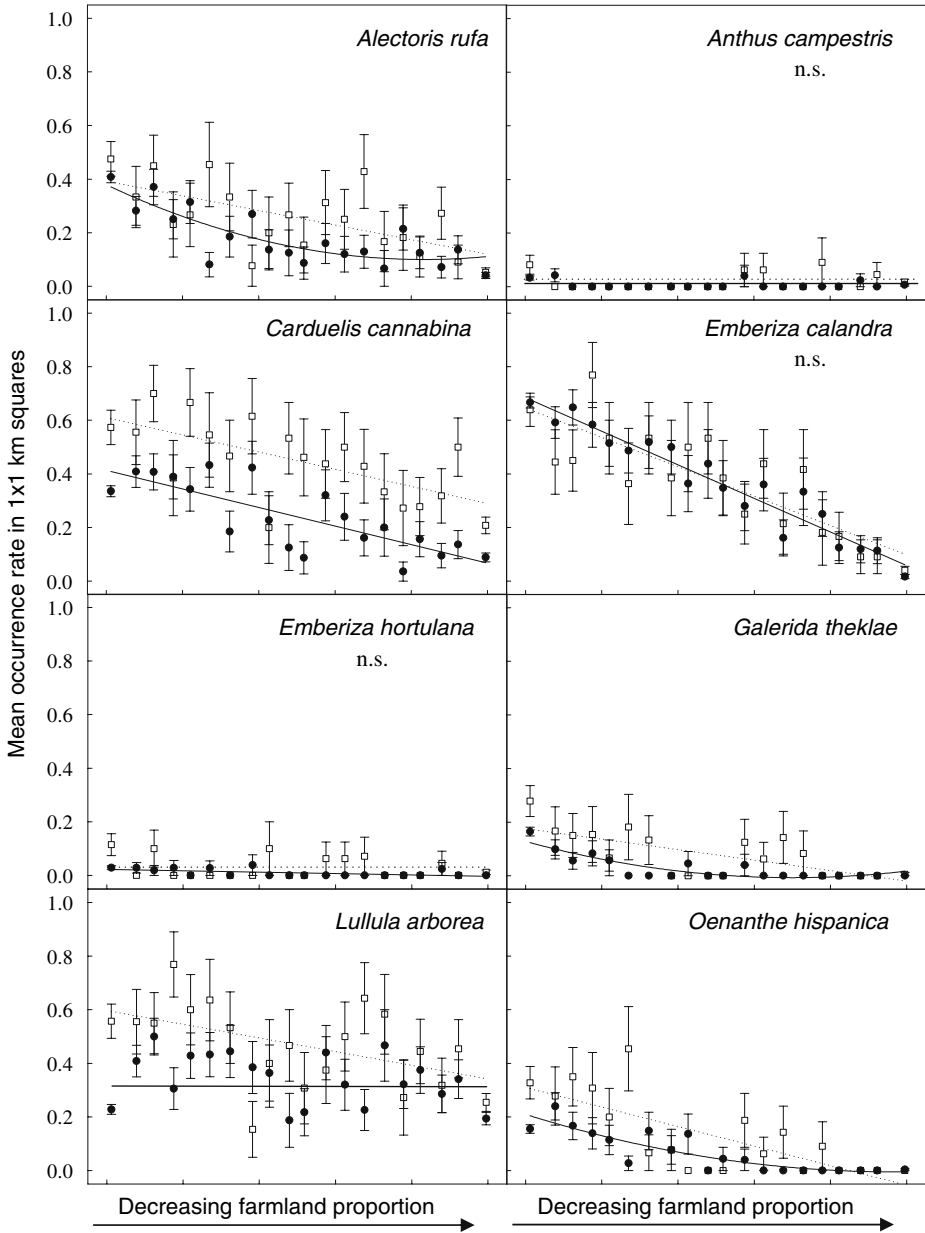 Mean occurrence rate in 1x1 km squares
1.0
0.8
0.6
0.4
0.2
0.0
Alectoris rufa
Anthus campestris
n.s.
1.0
0.8
0.6
0.4
0.2
0.0
Carduelis cannabina
Emberiza calandra
n.s.
1.0
0.8
0.6
0.4
0.2
0.0
Emberiza hortulana
n.s.
Galerida theklae
1.0
0.8
0.6
0.4
0.2
0.0
Lullula arborea
Oenanthe hispanica
Decreasing farmland proportion
Decreasing farmland proportion